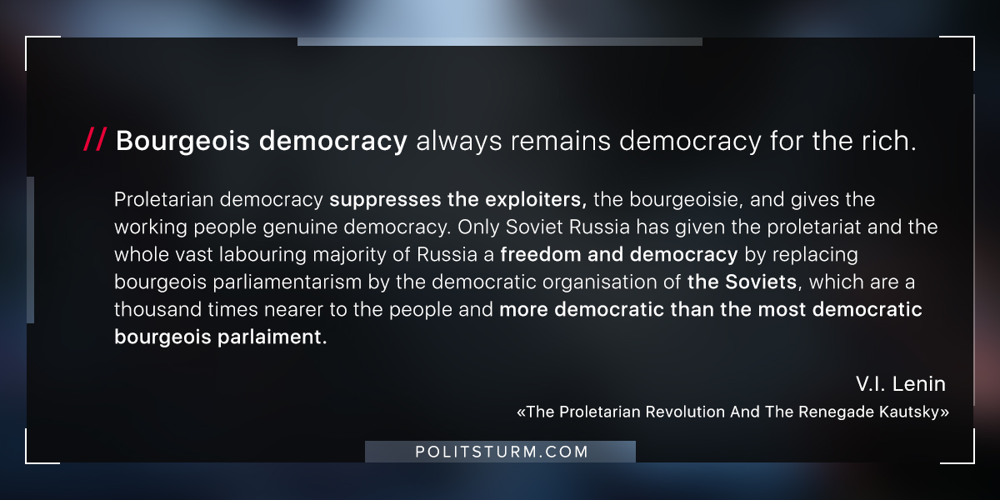 // Bourgeois democracy always remains democracy for the rich.
Proletarian democracy suppresses the exploiters, the bourgeoisie, and gives the
working people genuine democracy. Only Soviet Russia has given the proletariat and the
whole vast labouring majority of Russia a freedom and democracy by replacing
bourgeois parliamentarism by the democratic organisation of the Soviets, which are a
thousand times nearer to the people and more democratic than the most democratic
bourgeois parlaiment.
V.I. Lenin
«The Proletarian Revolution And The Renegade Kautsky»
POLITSTURM.COM